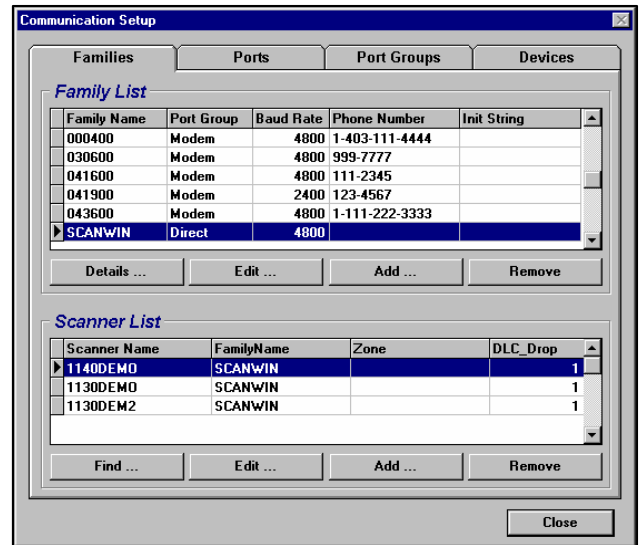 Communication Setup
Families Ports Port Groups Devices
Family List
Family Name Port Group Baud Rate Phone Number Init String
000400 Modem 4800 1-403-111-4444
030600 Modem 4800 999-7777
041600 Modem 4800 111-2345
041900 Modem 2400 123-4567
043600 Modem 4800 1-111-222-3333
SCANWIN Direct 4800
Details ... Edit ... Add ... Remove
Scanner List
Scanner Name FamilyName Zone DLC_Drop
1140DEMO SCANWIN 1
1130DEMO SCANWIN 1
1130DEM2 SCANWIN 1
Find ... Edit ... Add ... Remove
Close